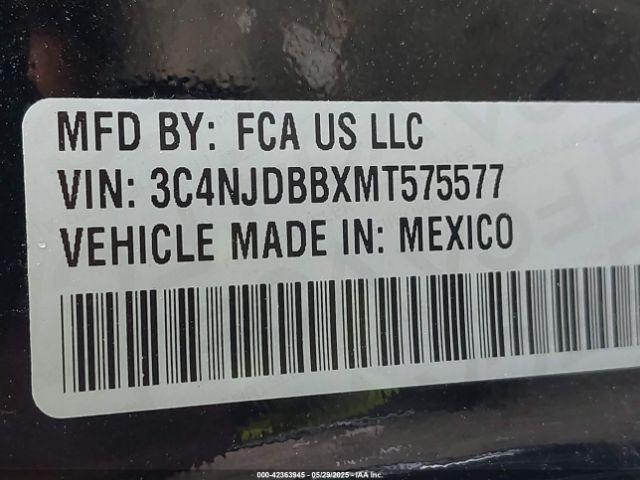 MFD BY: FCA US LLC
VIN: 3C4NJDBBXMT575577
VEHICLE MADE IN: MEXICO
000-42363945 - 05/29/2025 - IAA Inc.